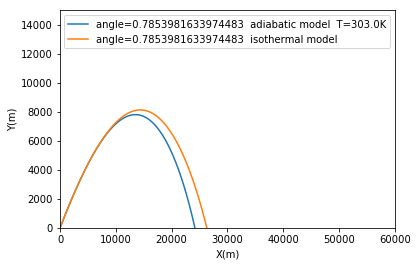 angle=0.7853981633974483  adiabatic model  T=303.0K
angle=0.7853981633974483  isothermal model
14000
12000
10000
8000
6000
4000
2000
0
Y(m)
0 10000 20000 30000 40000 50000 60000
X(m)